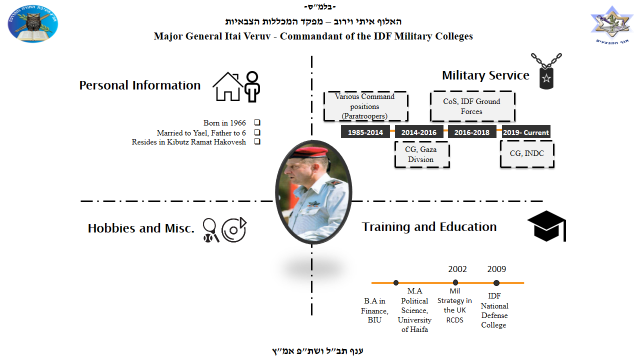 -בלמ"ס-
האלוף איתי וירוב – מפקד המכללות הצבאיות
Major General Itai Veruv - Commandant of the IDF Military Colleges
Personal Information
Born in 1966
Married to Yael, Father to 6
Resides in Kibutz Ramat Hakovesh
Military Service
Various Command
positions
(Paratroopers)
CoS, IDF Ground
Forces
1985-2014
2014-2016
2016-2018
2019- Current
CG, Gaza
Divsion
CG, INDC
Hobbies and Misc.
Training and Education
2002
2009
B.A in
Finance,
BIU
M.A
Political
Science,
University
of Haifa
Mil
Strategy in
the UK
RCDS
IDF
National
Defense
College
ענף תב"ל ושת"פ אמ"ץ